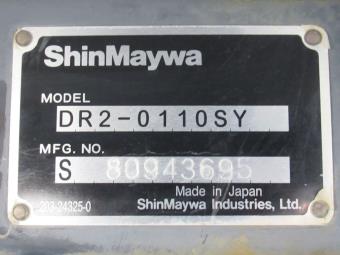 ShinMaywa
MODEL
DR2-0110SY
MFG. NO.
S 80943695
Made in Japan
203-24325-0
ShinMaywa Industries, Ltd.